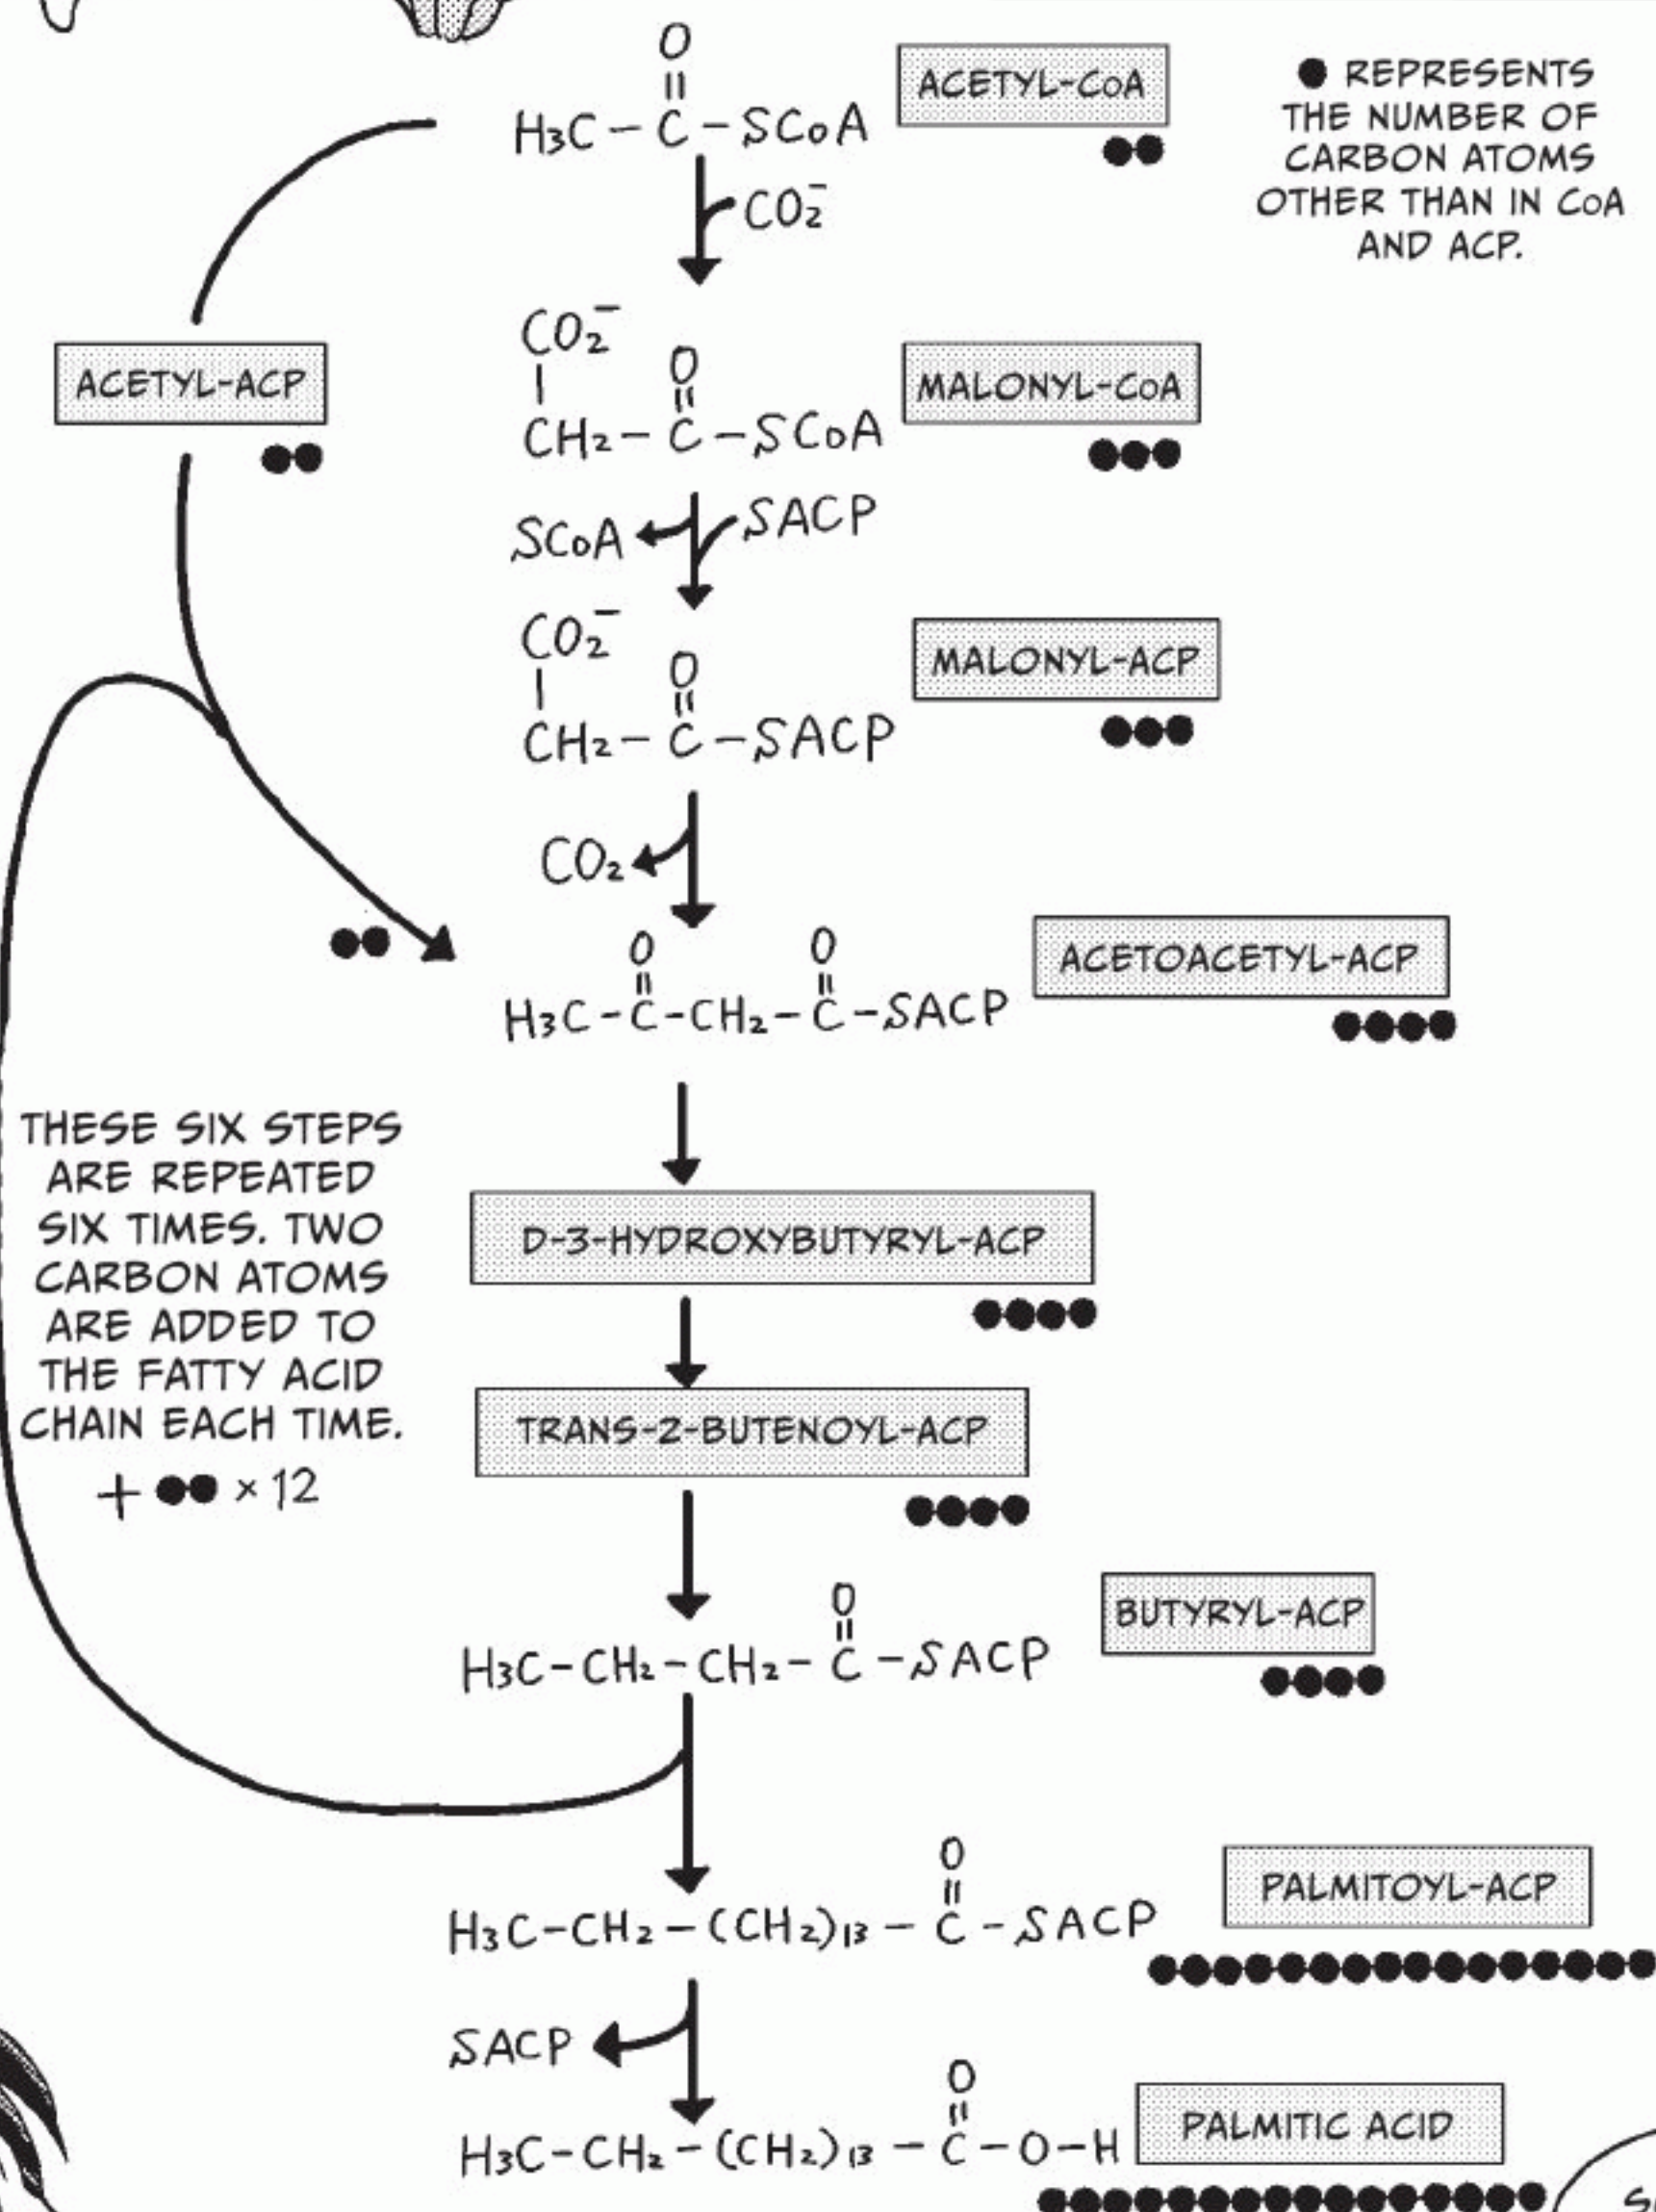 O
||
H₃C – C – SCoA
ACETYL-CoA
● REPRESENTS
THE NUMBER OF
CARBON ATOMS
OTHER THAN IN CoA
AND ACP.
CO₂⁻
ACETYL-ACP
CO₂⁻
|
O
||
CH₂ – C – SCoA
MALONYL-CoA
SCoA
SACP
CO₂⁻
|
O
||
CH₂ – C – SACP
MALONYL-ACP
CO₂
O O
|| ||
H₃C – C – CH₂ – C – SACP
ACETOACETYL-ACP
THESE SIX STEPS
ARE REPEATED
SIX TIMES. TWO
CARBON ATOMS
ARE ADDED TO
THE FATTY ACID
CHAIN EACH TIME.
+ ●● × 12
D-3-HYDROXYBUTYRYL-ACP
TRANS-2-BUTENOYL-ACP
O
||
H₃C – CH₂ – CH₂ – C – SACP
BUTYRYL-ACP
O
||
H₃C – CH₂ – (CH₂)₁₃ – C – SACP
PALMITOYL-ACP
SACP
O
||
H₃C – CH₂ – (CH₂)₁₃ – C – O – H
PALMITIC ACID